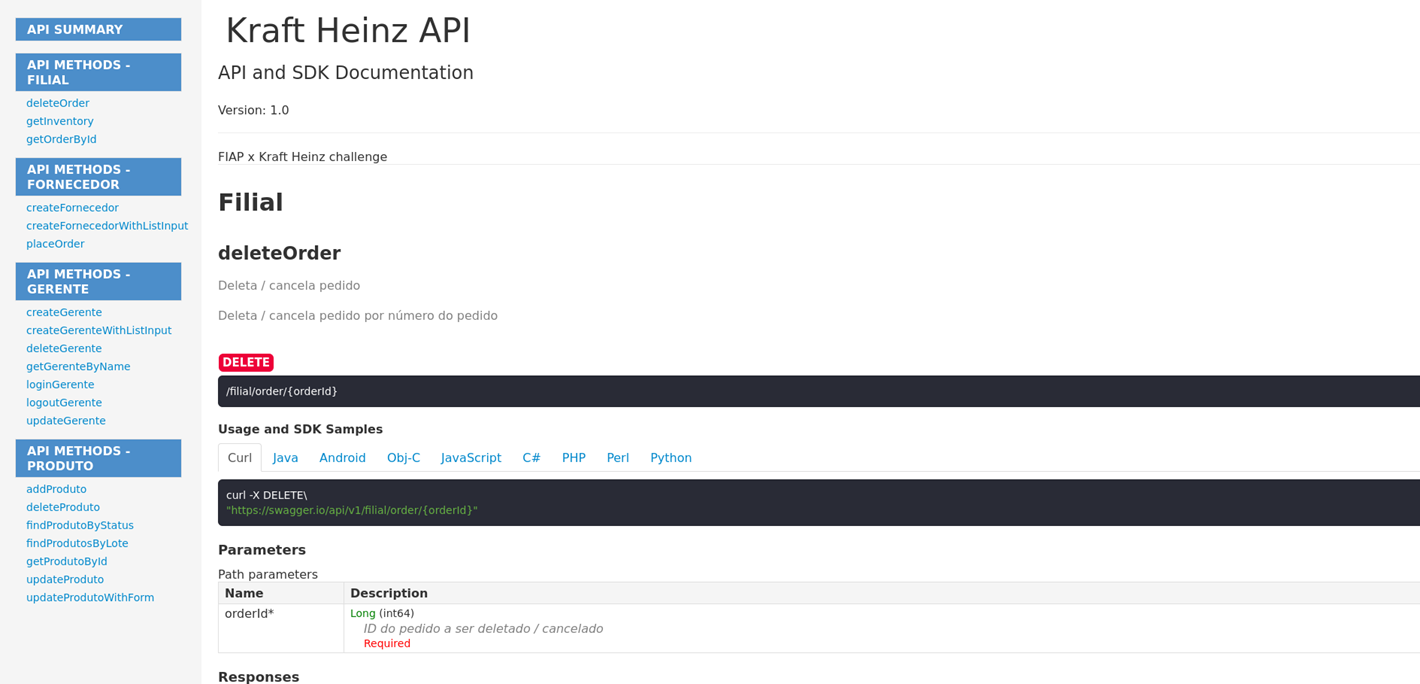 API SUMMARY
API METHODS -
FILIAL
deleteOrder
getInventory
getOrderById
API METHODS -
FORNECEDOR
createFornecedor
createFornecedorWithListInput
placeOrder
API METHODS -
GERENTE
createGerente
createGerenteWithListInput
deleteGerente
getGerenteByName
loginGerente
logoutGerente
updateGerente
API METHODS -
PRODUTO
addProduto
deleteProduto
findProdutoByStatus
findProdutosByLote
getProdutoById
updateProduto
updateProdutoWithForm
Kraft Heinz API
API and SDK Documentation
Version: 1.0
FIAP x Kraft Heinz challenge
Filial
deleteOrder
Deleta / cancela pedido
Deleta / cancela pedido por número do pedido
DELETE
/filial/order/{orderId}
Usage and SDK Samples
Curl Java Android Obj-C JavaScript C# PHP Perl Python
curl -X DELETE\
"https://swagger.io/api/v1/filial/order/{orderId}"
Parameters
Path parameters
Name Description
orderId* Long (int64)
ID do pedido a ser deletado / cancelado
Required
Responses